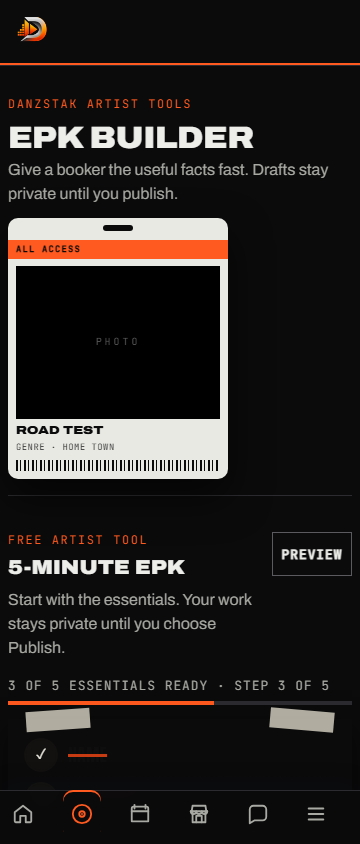 DANZSTAK ARTIST TOOLS
EPK BUILDER
Give a booker the useful facts fast. Drafts stay
private until you publish.
ALL ACCESS
PHOTO
ROAD TEST
GENRE · HOME TOWN
FREE ARTIST TOOL
5-MINUTE EPK
PREVIEW
Start with the essentials. Your work
stays private until you choose
Publish.
3 OF 5 ESSENTIALS READY · STEP 3 OF 5